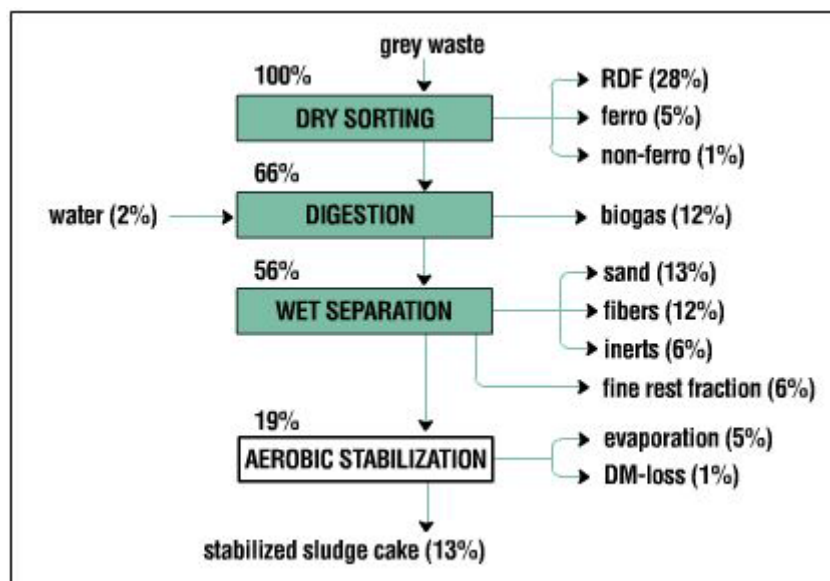 grey waste
100%
RDF (28%)
DRY SORTING
ferro (5%)
non-ferro (1%)
66%
water (2%)
DIGESTION
biogas (12%)
56%
sand (13%)
WET SEPARATION
fibers (12%)
inerts (6%)
fine rest fraction (6%)
19%
evaporation (5%)
AEROBIC STABILIZATION
DM-loss (1%)
stabilized sludge cake (13%)